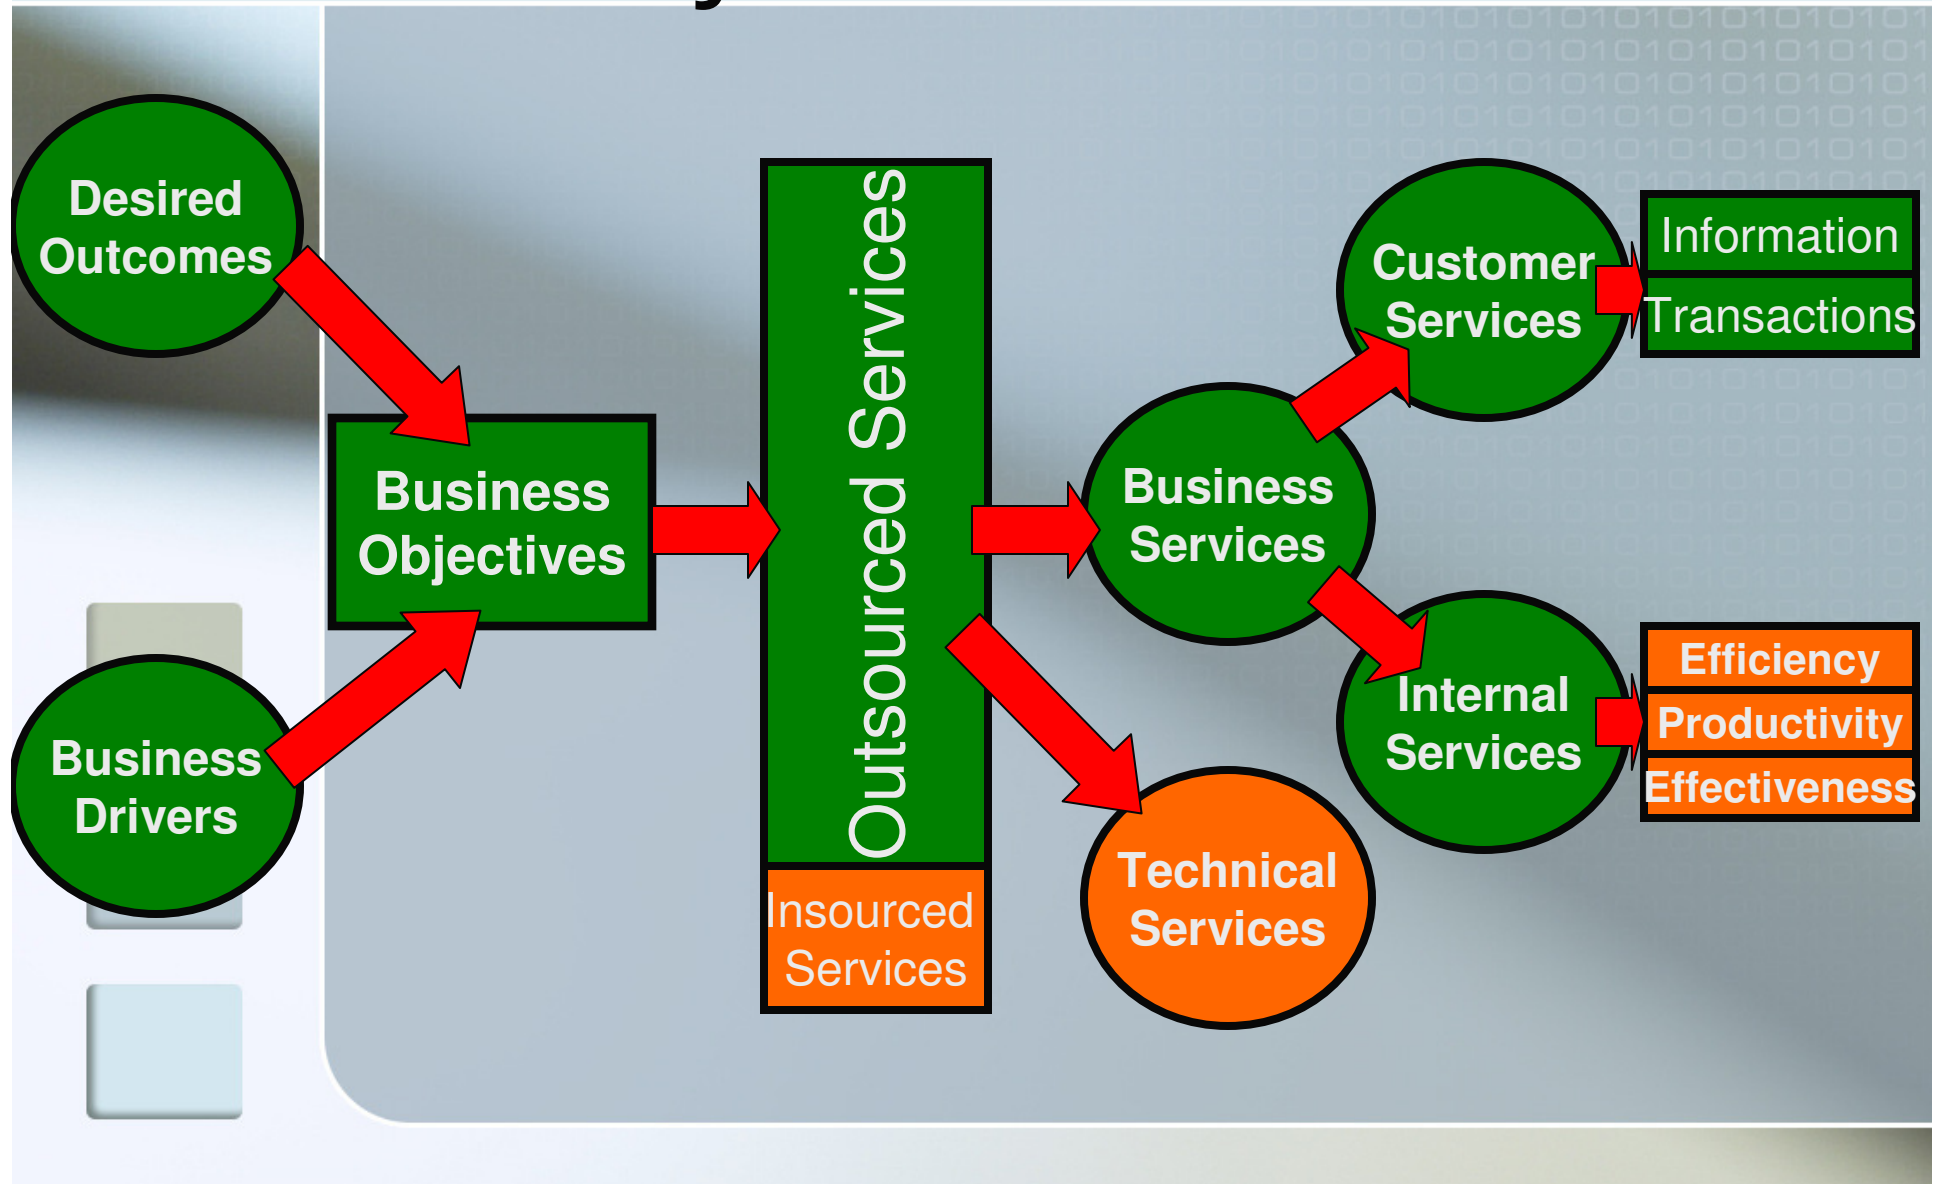 Desired
Outcomes
Business
Objectives
Business
Drivers
Outsourced Services
Insourced
Services
Business
Services
Technical
Services
Customer
Services
Information
Transactions
Internal
Services
Efficiency
Productivity
Effectiveness